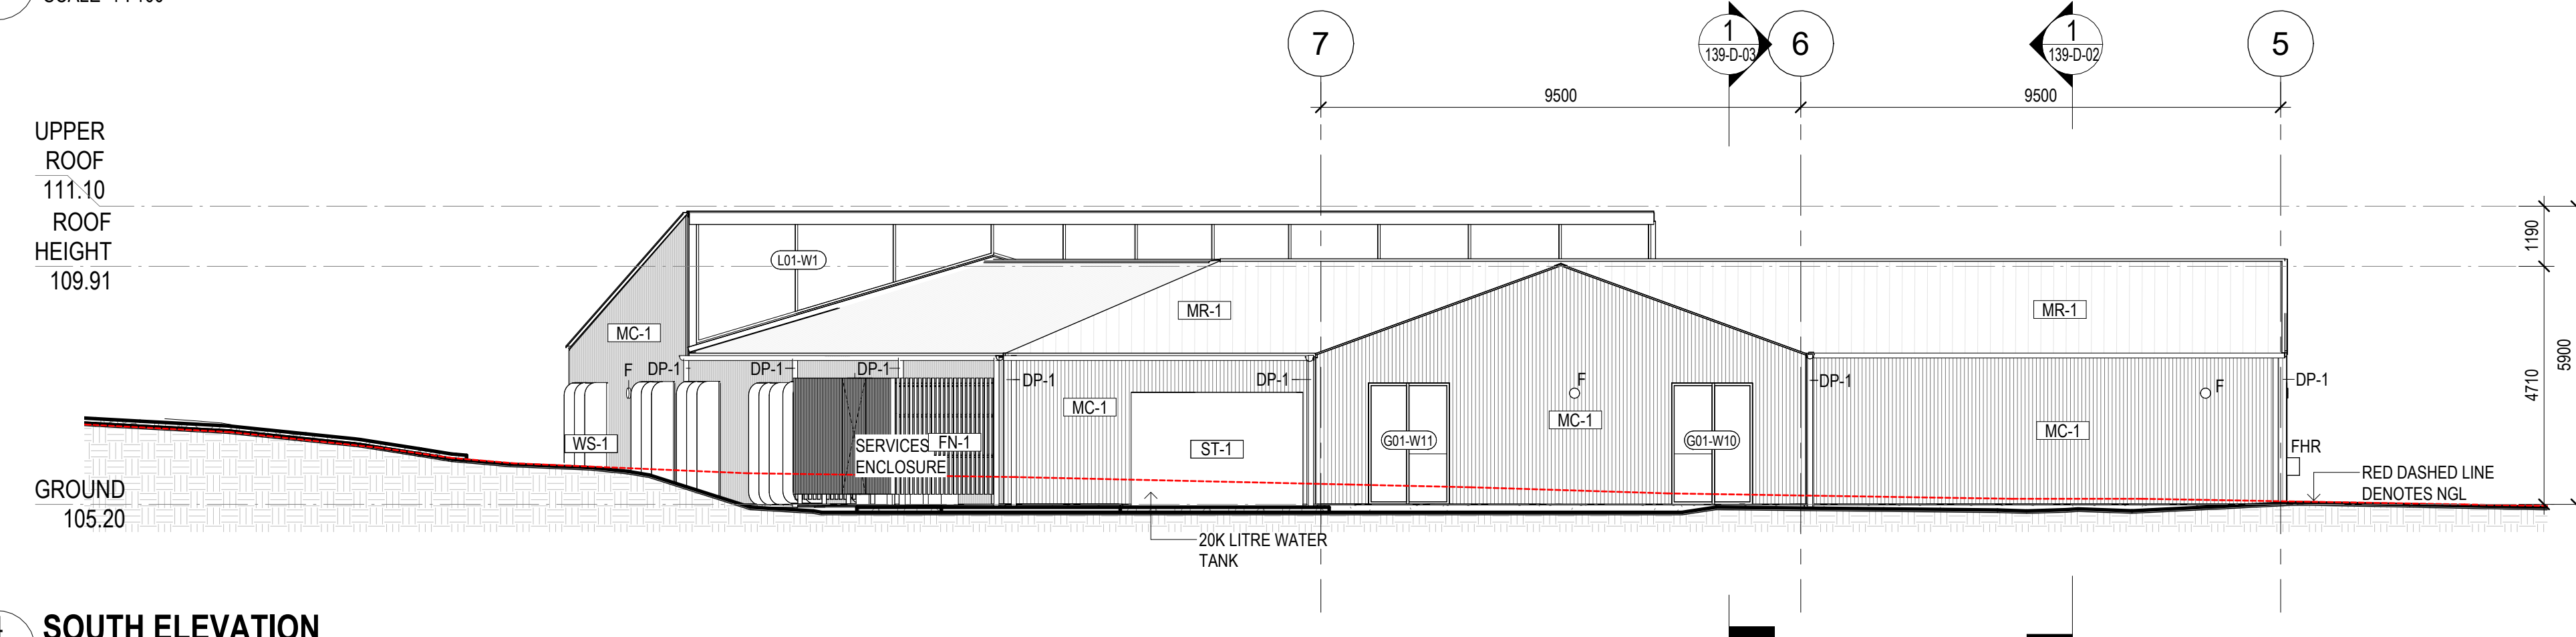 7
1
139-D-03
6
1
139-D-02
5
9500
9500
UPPER
ROOF
111.10
ROOF
HEIGHT
109.91
1190
5900
4710
L01-W1
MC-1
MR-1
MR-1
F
DP-1
DP-1
DP-1
DP-1
DP-1
F
DP-1
F
DP-1
MC-1
MC-1
MC-1
WS-1
SERVICES
ENCLOSURE
FN-1
ST-1
G01-W11
G01-W10
FHR
RED DASHED LINE
DENOTES NGL
GROUND
105.20
20K LITRE WATER
TANK
SOUTH ELEVATION